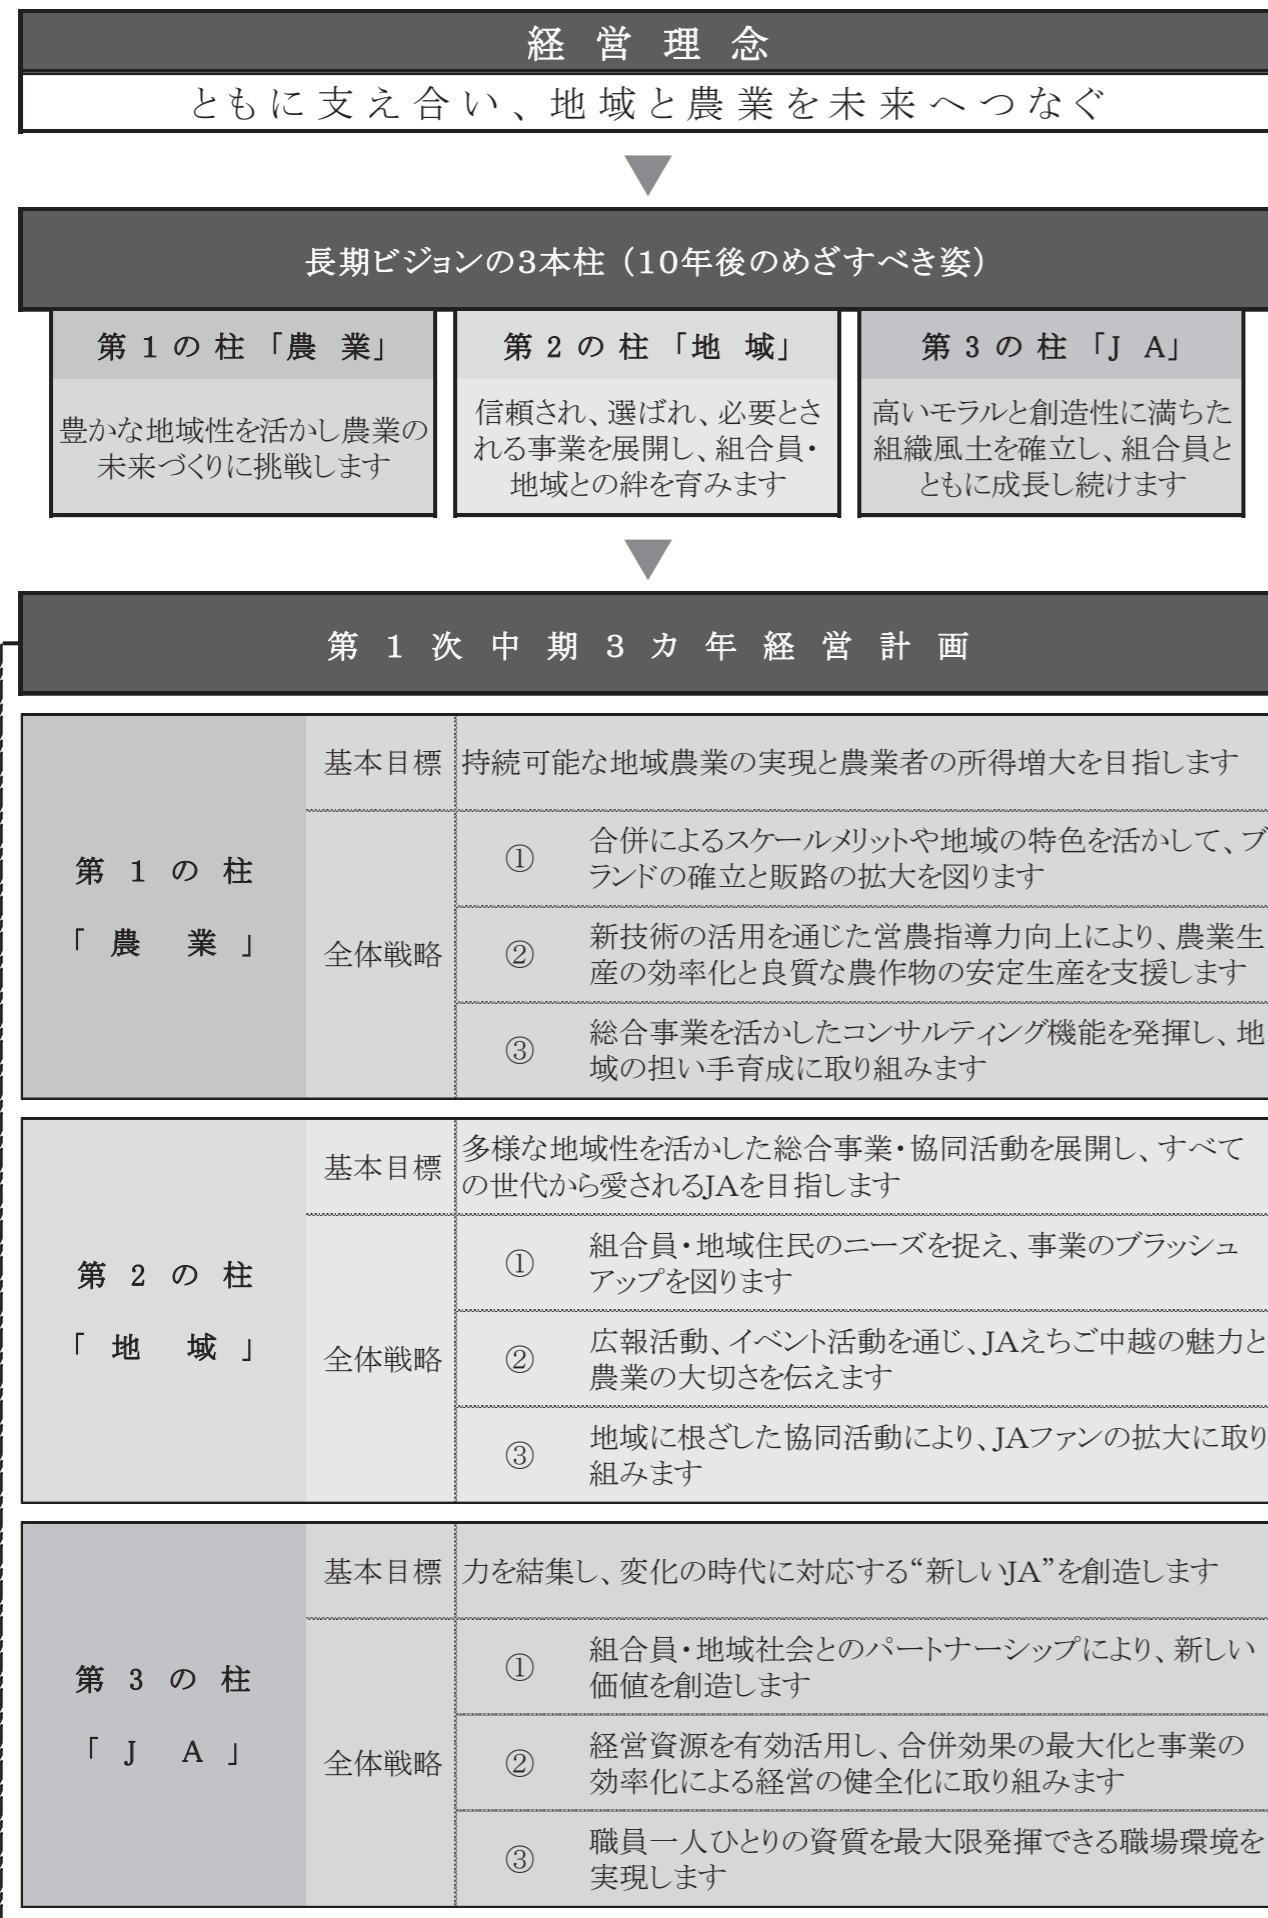 経営理念
ともに支え合い、地域と農業を未来へつなぐ
長期ビジョンの3本柱（10年後のめざすべき姿）
第1の柱「農 業」
豊かな地域性を活かし農業の
未来づくりに挑戦します
第2の柱「地 域」
信頼され、選ばれ、必要とさ
れる事業を展開し、組合員・
地域との絆を育みます
第3の柱「J A」
高いモラルと創造性に満ちた
組織風土を確立し、組合員と
ともに成長し続けます
第1次中期3カ年経営計画
第1の柱
「農 業」
基本目標
持続可能な地域農業の実現と農業者の所得増大を目指します
全体戦略
①
合併によるスケールメリットや地域の特色を活かして、ブ
ランドの確立と販路の拡大を図ります
②
新技術の活用を通じた営農指導力向上により、農業生
産の効率化と良質な農作物の安定生産を支援します
③
総合事業を活かしたコンサルティング機能を発揮し、地
域の担い手育成に取り組みます
第2の柱
「地 域」
基本目標
多様な地域性を活かした総合事業・協同活動を展開し、すべて
の世代から愛されるJAを目指します
全体戦略
①
組合員・地域住民のニーズを捉え、事業のブラッシュ
アップを図ります
②
広報活動、イベント活動を通じ、JAえちご中越の魅力と
農業の大切さを伝えます
③
地域に根ざした協同活動により、JAファンの拡大に取り
組みます
第3の柱
「J A」
基本目標
力を結集し、変化の時代に対応する“新しいJA”を創造します
全体戦略
①
組合員・地域社会とのパートナーシップにより、新しい
価値を創造します
②
経営資源を有効活用し、合併効果の最大化と事業の
効率化による経営の健全化に取り組みます
③
職員一人ひとりの資質を最大限発揮できる職場環境を
実現します